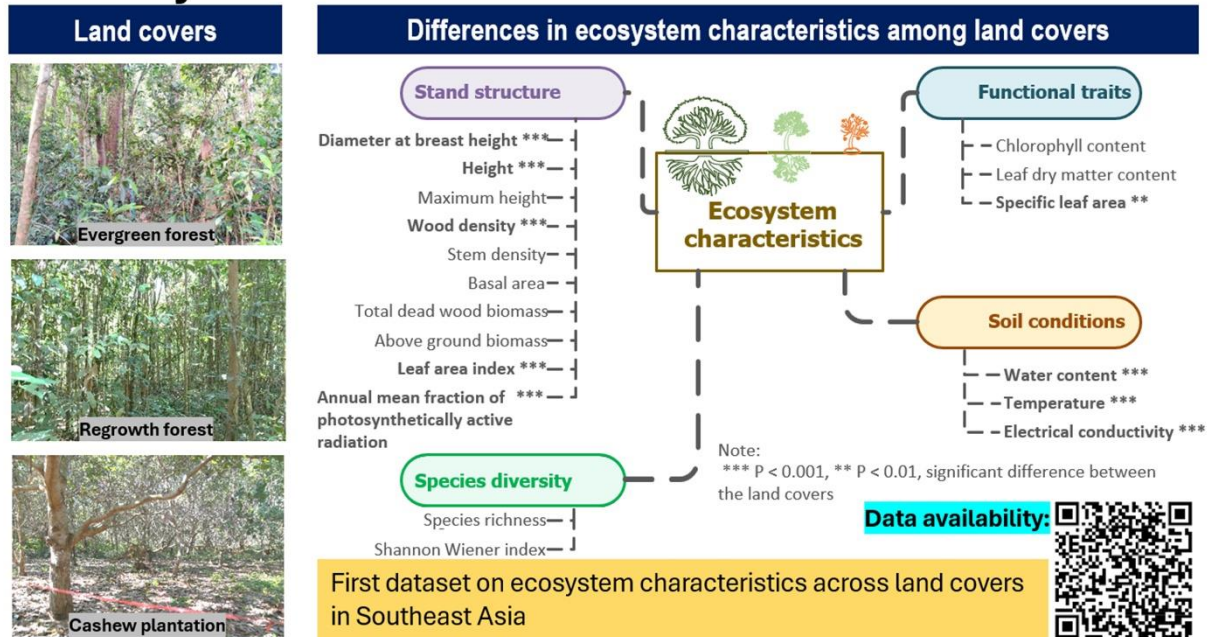 Land covers
Evergreen forest
Regrowth forest
Cashew plantation
Differences in ecosystem characteristics among land covers
Stand structure
Diameter at breast height ***
Height ***
Maximum height
Wood density ***
Stem density
Basal area
Total dead wood biomass
Above ground biomass
Leaf area index ***
Annual mean fraction of ***
photosynthetically active
radiation
Species diversity
Species richness
Shannon Wiener index
Ecosystem
characteristics
Functional traits
Chlorophyll content
Leaf dry matter content
Specific leaf area **
Soil conditions
Water content ***
Temperature ***
Electrical conductivity ***
Note:
*** P < 0.001, ** P < 0.01, significant difference between
the land covers
Data availability:
First dataset on ecosystem characteristics across land covers
in Southeast Asia